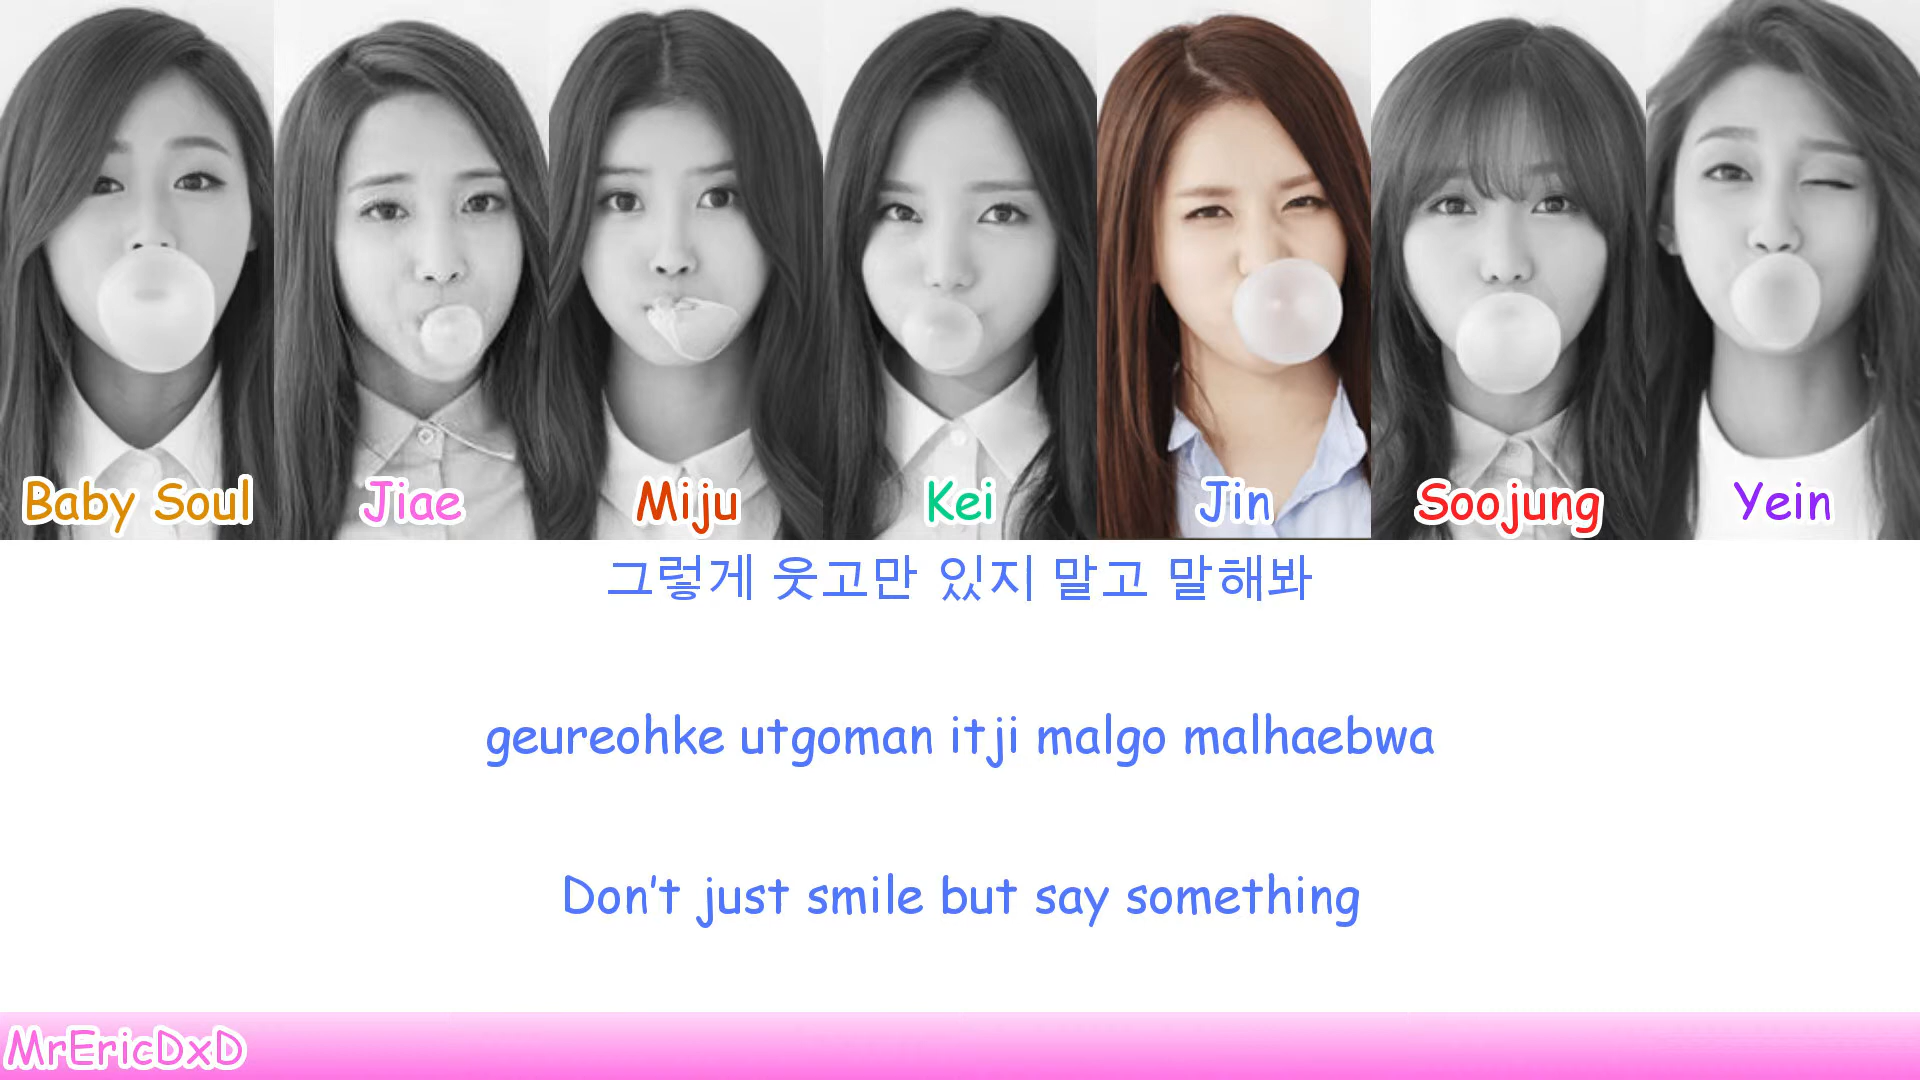 Baby Soul Jiae Miju Kei Jin Soojung Yein
그렇게 웃고만 있지 말고 말해봐
geureohke utgoman itji malgo malhaebwa
Don't just smile but say something
MrEricDxD